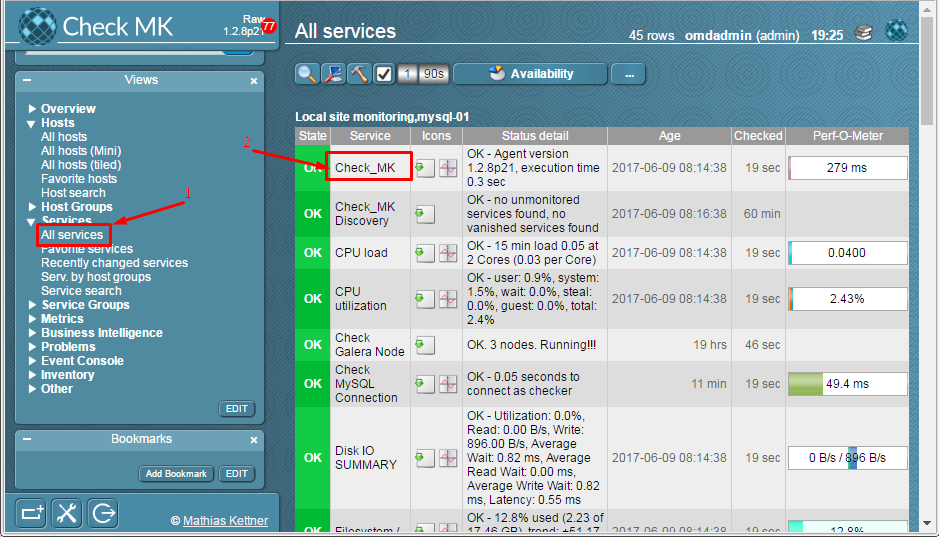 Check MK
Raw
1.2.8p21
77
Views
Overview
Hosts
All hosts
All hosts (Mini)
All hosts (tiled)
Favorite hosts
Host search
Host Groups
Services
All services
Favorite services
Recently changed services
Serv. by host groups
Service search
Service Groups
Metrics
Business Intelligence
Problems
Event Console
Inventory
Other
EDIT
Bookmarks
Add Bookmark EDIT
© Mathias Kettner
1
2
All services
45 rows omdadmin (admin) 19:25
1 90s Availability ...
Local site monitoring,mysql-01
State Service Icons Status detail Age Checked Perf-O-Meter
OK Check_MK 2017-06-09 08:14:38 19 sec 279 ms
OK - Agent version
1.2.8p21, execution time
0.3 sec
OK 2017-06-09 08:16:38 60 min
Check_MK
Discovery
OK - no unmonitored
services found, no
vanished services found
OK CPU load 2017-06-09 08:14:38 19 sec 0.0400
OK - 15 min load 0.05 at
2 Cores (0.03 per Core)
OK 2017-06-09 08:14:38 19 sec 2.43%
CPU
utilization
OK - user: 0.9%, system:
1.5%, wait: 0.0%, steal:
0.0%, guest: 0.0%, total:
2.4%
OK OK. 3 nodes. Running!!! 19 hrs 46 sec
Check
Galera Node
OK 11 min 19 sec 49.4 ms
Check
MySQL
Connection
OK - 0.05 seconds to
connect as checker
OK 2017-06-09 08:14:38 19 sec 0 B/s / 896 B/s
Disk IO
SUMMARY
OK - Utilization: 0.0%,
Read: 0.00 B/s, Write:
896.00 B/s, Average
Wait: 0.82 ms, Average
Read Wait: 0.00 ms,
Average Write Wait: 0.82
ms, Latency: 0.55 ms
OK Filesystem / 2017-06-09 08:14:38 19 sec 12.8%
OK - 12.8% used (2.23 of
17.46 GB), trend: +51.17